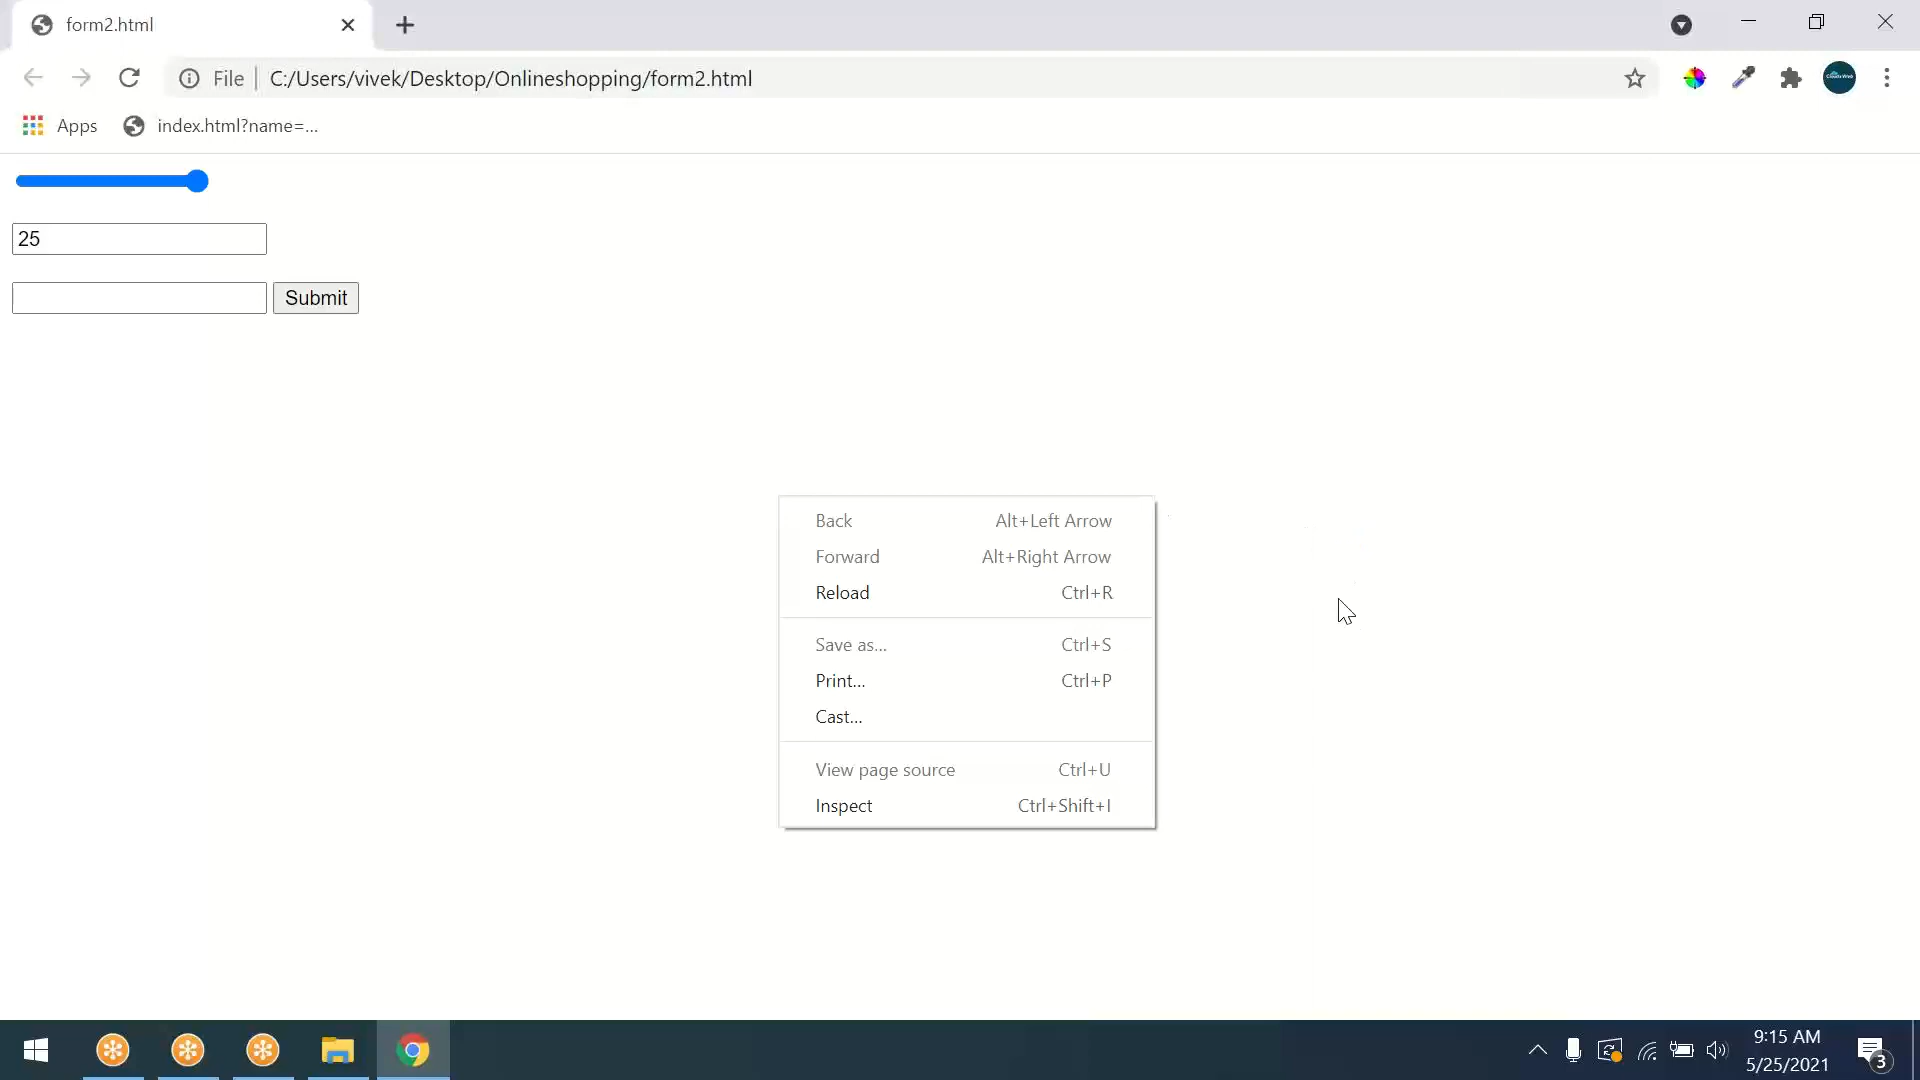 form2.html
File C:/Users/vivek/Desktop/Onlineshopping/form2.html
Apps index.html?name=...
25
Submit
Back Alt+Left Arrow
Forward Alt+Right Arrow
Reload Ctrl+R
Save as... Ctrl+S
Print... Ctrl+P
Cast...
View page source Ctrl+U
Inspect Ctrl+Shift+I
9:15 AM
5/25/2021
3